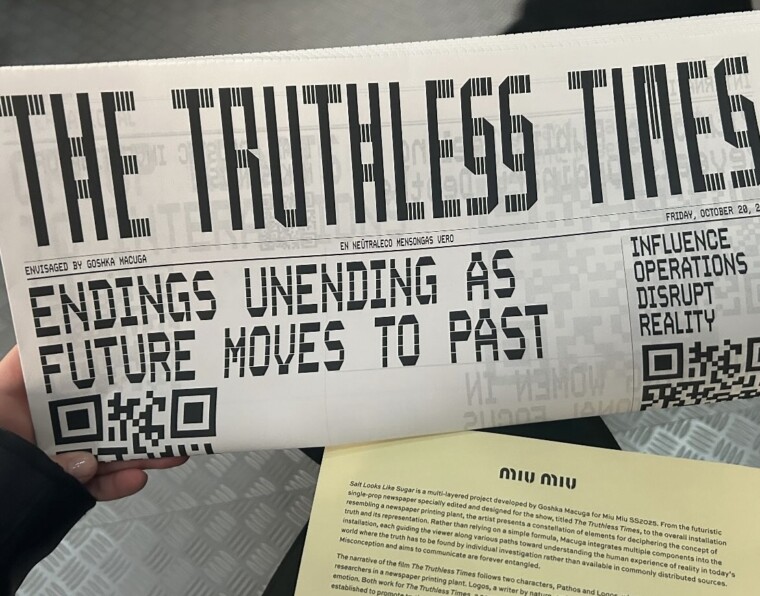 THE TRUTHLESS TIMES
ENVISAGED BY GOSHKA MACUGA
EN NEŬTRALECO MENSONGAS VERO
FRIDAY, OCTOBER 20, 2
ENDINGS UNENDING AS
FUTURE MOVES TO PAST
INFLUENCE
OPERATIONS
DISRUPT
REALITY
WOMEN IN
FOCUS
miu miu
Salt Looks Like Sugar is a multi-layered project developed by Goshka Macuga for Miu Miu SS2025. From the futuristic
single-prop newspaper specially edited and designed for the show, titled The Truthless Times, to the overall installation
resembling a newspaper printing plant, the artist presents a constellation of elements for deciphering the concept of
truth and its representation. Rather than relying on a simple formula, Macuga integrates multiple components into the
installation, each guiding the viewer along various paths toward understanding the human experience of reality in today's
world where the truth has to be found by individual investigation rather than available in commonly distributed sources.
Misconception and aims to communicate are forever entangled.
The narrative of the film The Truthless Times follows two characters, Pathos and Logos
researchers in a newspaper printing plant. Logos, a writer by nature
emotion. Both work for The Truthless Times, a
established to promote